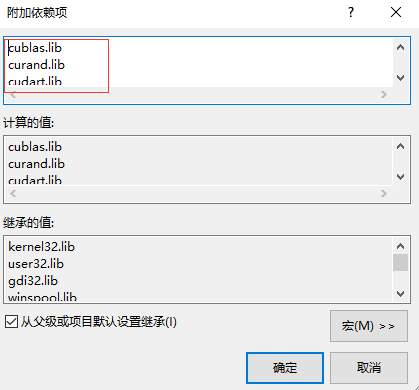 附加依赖项
? ×
cublas.lib
curand.lib
cudart.lib
计算的值:
cublas.lib
curand.lib
cudart.lib
继承的值:
kernel32.lib
user32.lib
gdi32.lib
winspool.lib
从父级或项目默认设置继承(I)
宏(M) >>
确定
取消